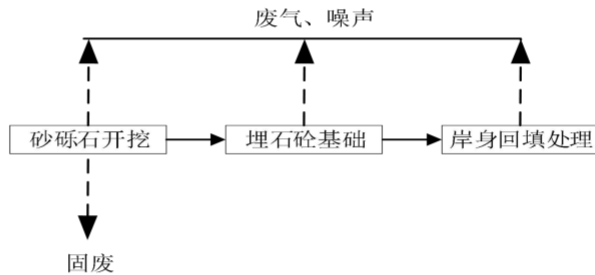 废气、噪声
砂砾石开挖
埋石砼基础
岸身回填处理
固废